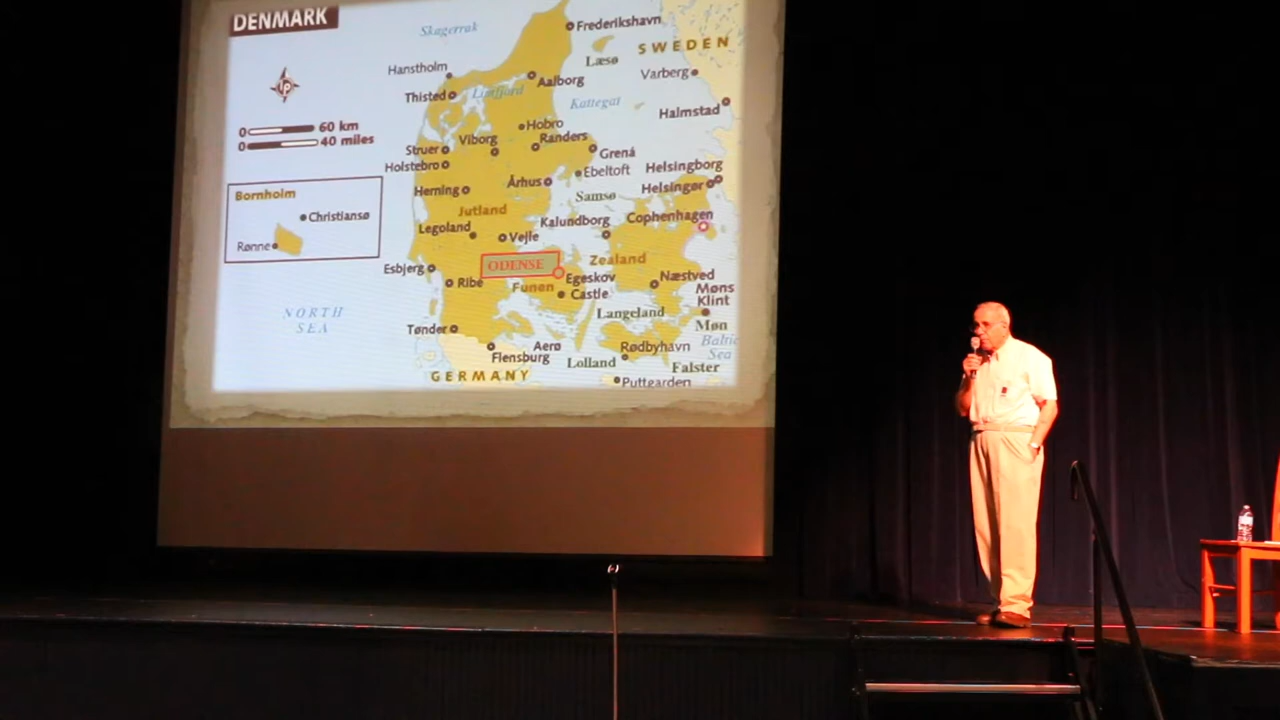 DENMARK
Skagerrak
Frederikshavn
SWEDEN
Læsø
Hanstholm
Varberg
Aalborg
Thisted
Limfjord
Kattegat
lp
Halmstad
0 60 km
0 40 miles
Hobro
Viborg
Randers
Struer
Grenå
Holstebro
Ebeltoft
Helsingborg
Århus
Helsingør
Bornholm
Herning
Samsø
Christiansø
Jutland
Kalundborg
Cophenhagen
Legoland
Rønne
Vejle
Zealand
ODENSE
Esbjerg
Egeskov
Castle
Næstved
Ribe
Funen
Møns
Klint
NORTH
SEA
Langeland
Møn
Tønder
Baltic
Sea
Aerø
Rødbyhavn
Flensburg
Lolland
Falster
GERMANY
Puttgarden